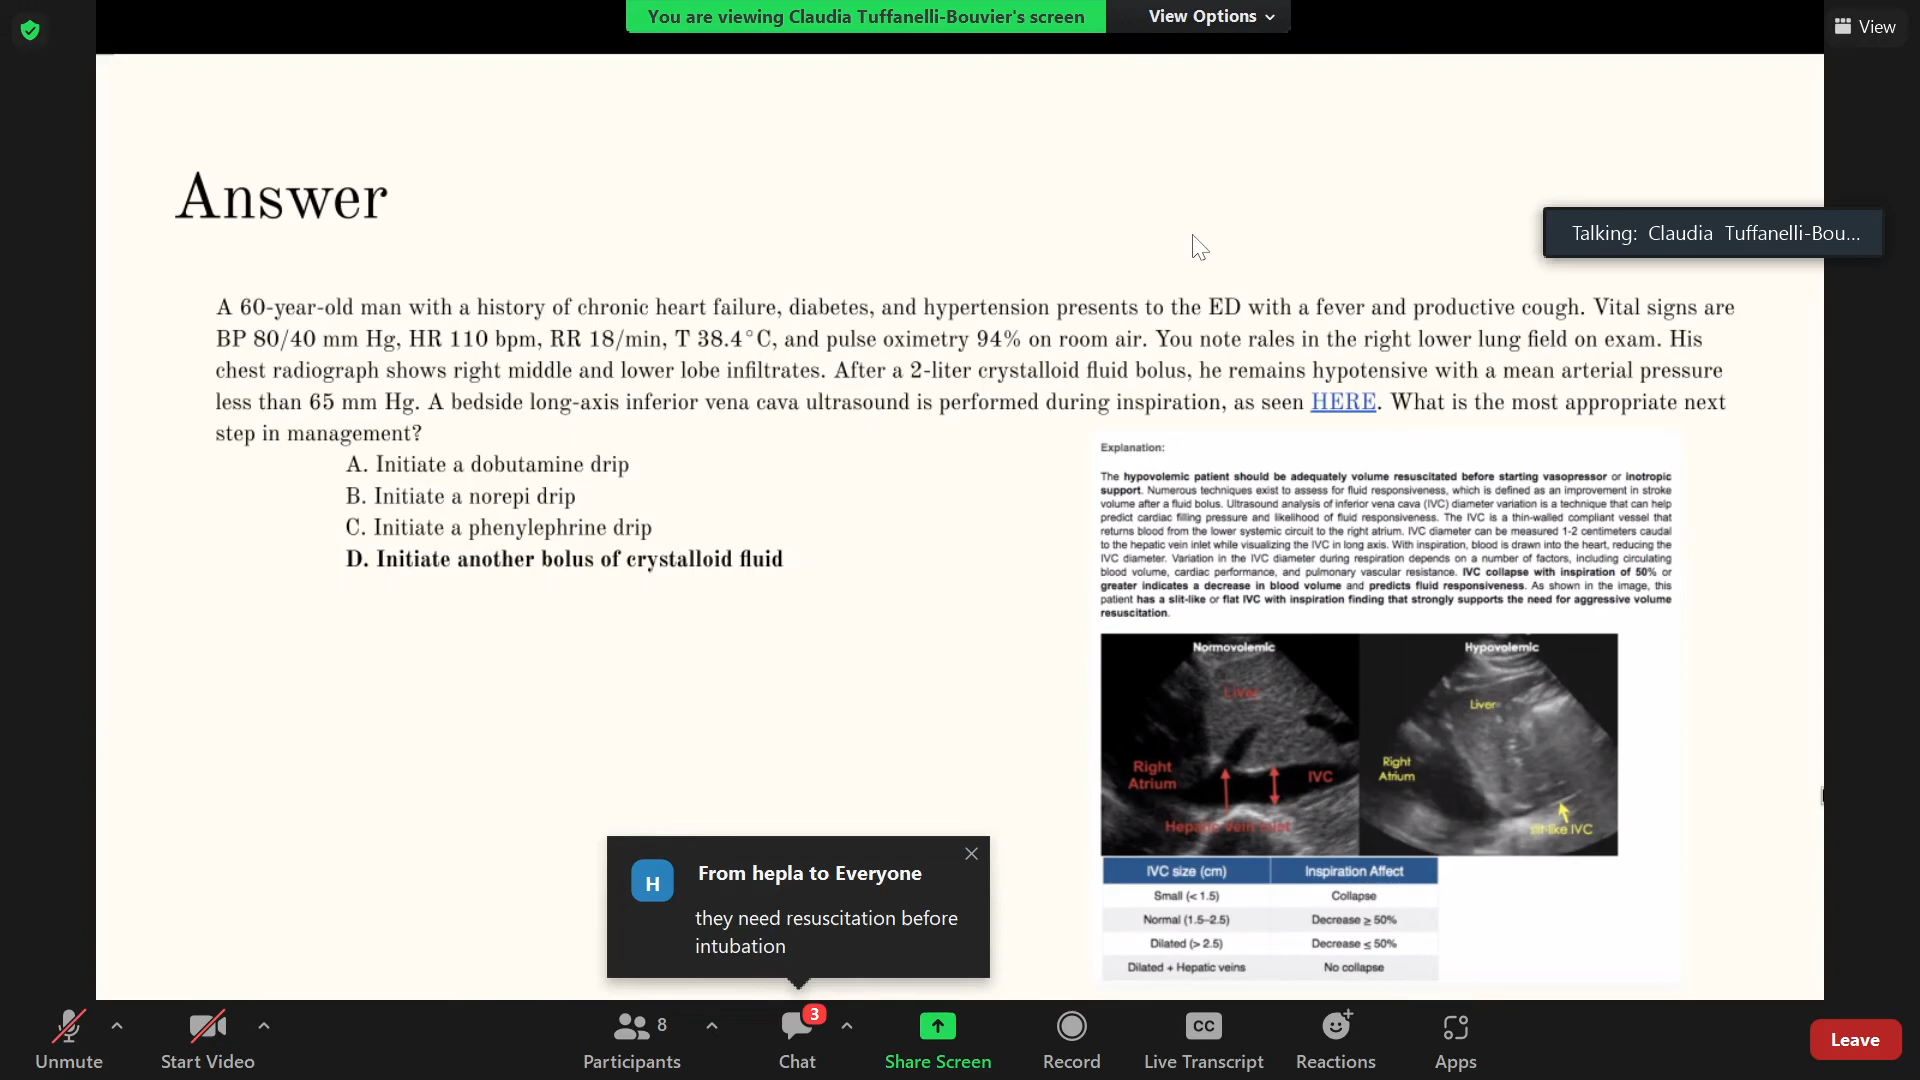 You are viewing Claudia Tuffanelli-Bouvier's screen
View Options
View
Answer
Talking: Claudia Tuffanelli-Bou...
A 60-year-old man with a history of chronic heart failure, diabetes, and hypertension presents to the ED with a fever and productive cough. Vital signs are
BP 80/40 mm Hg, HR 110 bpm, RR 18/min, T 38.4°C, and pulse oximetry 94% on room air. You note rales in the right lower lung field on exam. His
chest radiograph shows right middle and lower lobe infiltrates. After a 2-liter crystalloid fluid bolus, he remains hypotensive with a mean arterial pressure
less than 65 mm Hg. A bedside long-axis inferior vena cava ultrasound is performed during inspiration, as seen HERE. What is the most appropriate next
step in management?
A. Initiate a dobutamine drip
B. Initiate a norepi drip
C. Initiate a phenylephrine drip
D. Initiate another bolus of crystalloid fluid
Explanation:
The hypovolemic patient should be adequately volume resuscitated before starting vasopressor or inotropic
support. Numerous techniques exist to assess for fluid responsiveness, which is defined as an improvement in stroke
volume after a fluid bolus. Ultrasound analysis of inferior vena cava (IVC) diameter variation is a technique that can help
predict cardiac filling pressure and likelihood of fluid responsiveness. The IVC is a thin-walled compliant vessel that
returns blood from the lower systemic circuit to the right atrium. IVC diameter can be measured 1-2 centimeters caudal
to the hepatic vein inlet while visualizing the IVC in long axis. With inspiration, blood is drawn into the heart, reducing the
IVC diameter. Variation in the IVC diameter during respiration depends on a number of factors, including circulating
blood volume, cardiac performance, and pulmonary vascular resistance. IVC collapse with inspiration of 50% or
greater indicates a decrease in blood volume and predicts fluid responsiveness. As shown in the image, this
patient has a slit-like or flat IVC with inspiration finding that strongly supports the need for aggressive volume
resuscitation.
Normovolemic
Liver
Right
Atrium
IVC
Hepatic Vein Inlet
Hypovolemic
Liver
Right
Atrium
slit-like IVC
IVC size (cm) Inspiration Affect
Small (< 1.5) Collapse
Normal (1.5–2.5) Decrease ≥ 50%
Dilated (> 2.5) Decrease ≤ 50%
Dilated + Hepatic veins No collapse
H
From hepla to Everyone
they need resuscitation before
intubation
Unmute
Start Video
8
Participants
3
Chat
Share Screen
Record
CC
Live Transcript
Reactions
Apps
Leave